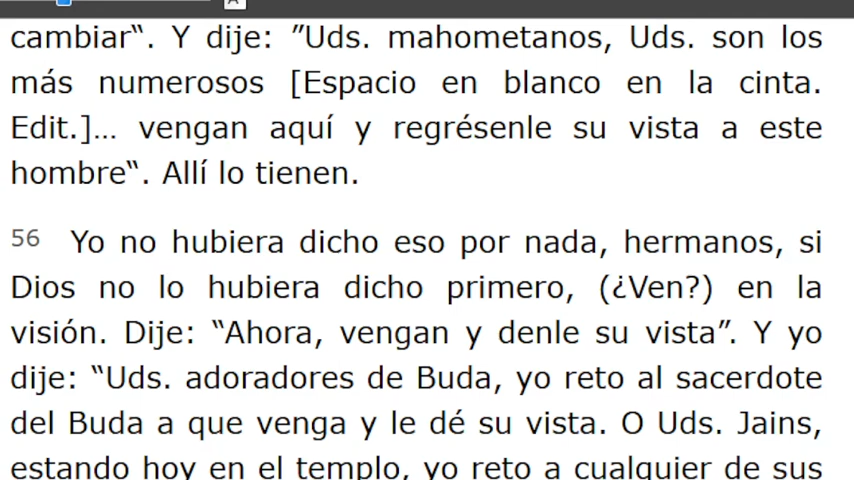 cambiar“. Y dije: ”Uds. mahometanos, Uds. son los
más numerosos [Espacio en blanco en la cinta.
Edit.]... vengan aquí y regrésenle su vista a este
hombre“. Allí lo tienen.
56 Yo no hubiera dicho eso por nada, hermanos, si
Dios no lo hubiera dicho primero, (¿Ven?) en la
visión. Dije: “Ahora, vengan y denle su vista”. Y yo
dije: “Uds. adoradores de Buda, yo reto al sacerdote
del Buda a que venga y le dé su vista. O Uds. Jains,
estando hoy en el templo, yo reto a cualquier de sus